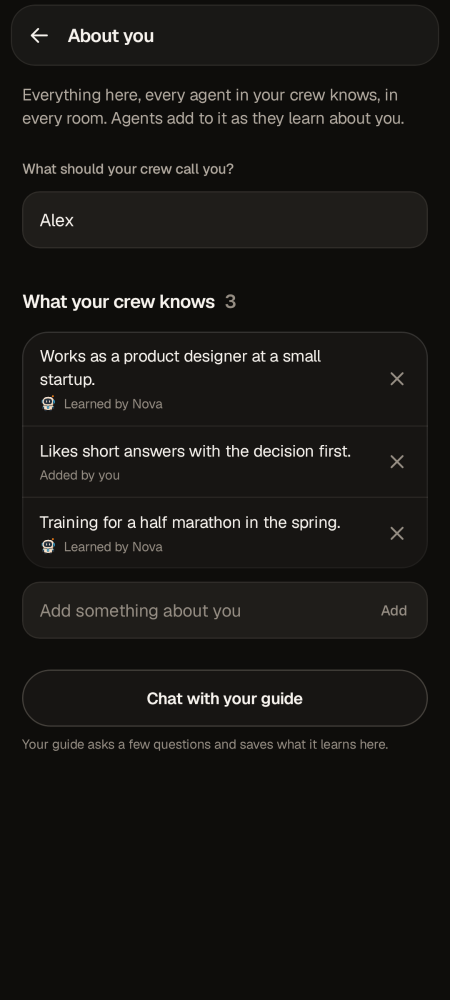 About you
Everything here, every agent in your crew knows, in
every room. Agents add to it as they learn about you.
What should your crew call you?
Alex
What your crew knows 3
Works as a product designer at a small
startup.
Learned by Nova
Likes short answers with the decision first.
Added by you
Training for a half marathon in the spring.
Learned by Nova
Add something about you Add
Chat with your guide
Your guide asks a few questions and saves what it learns here.